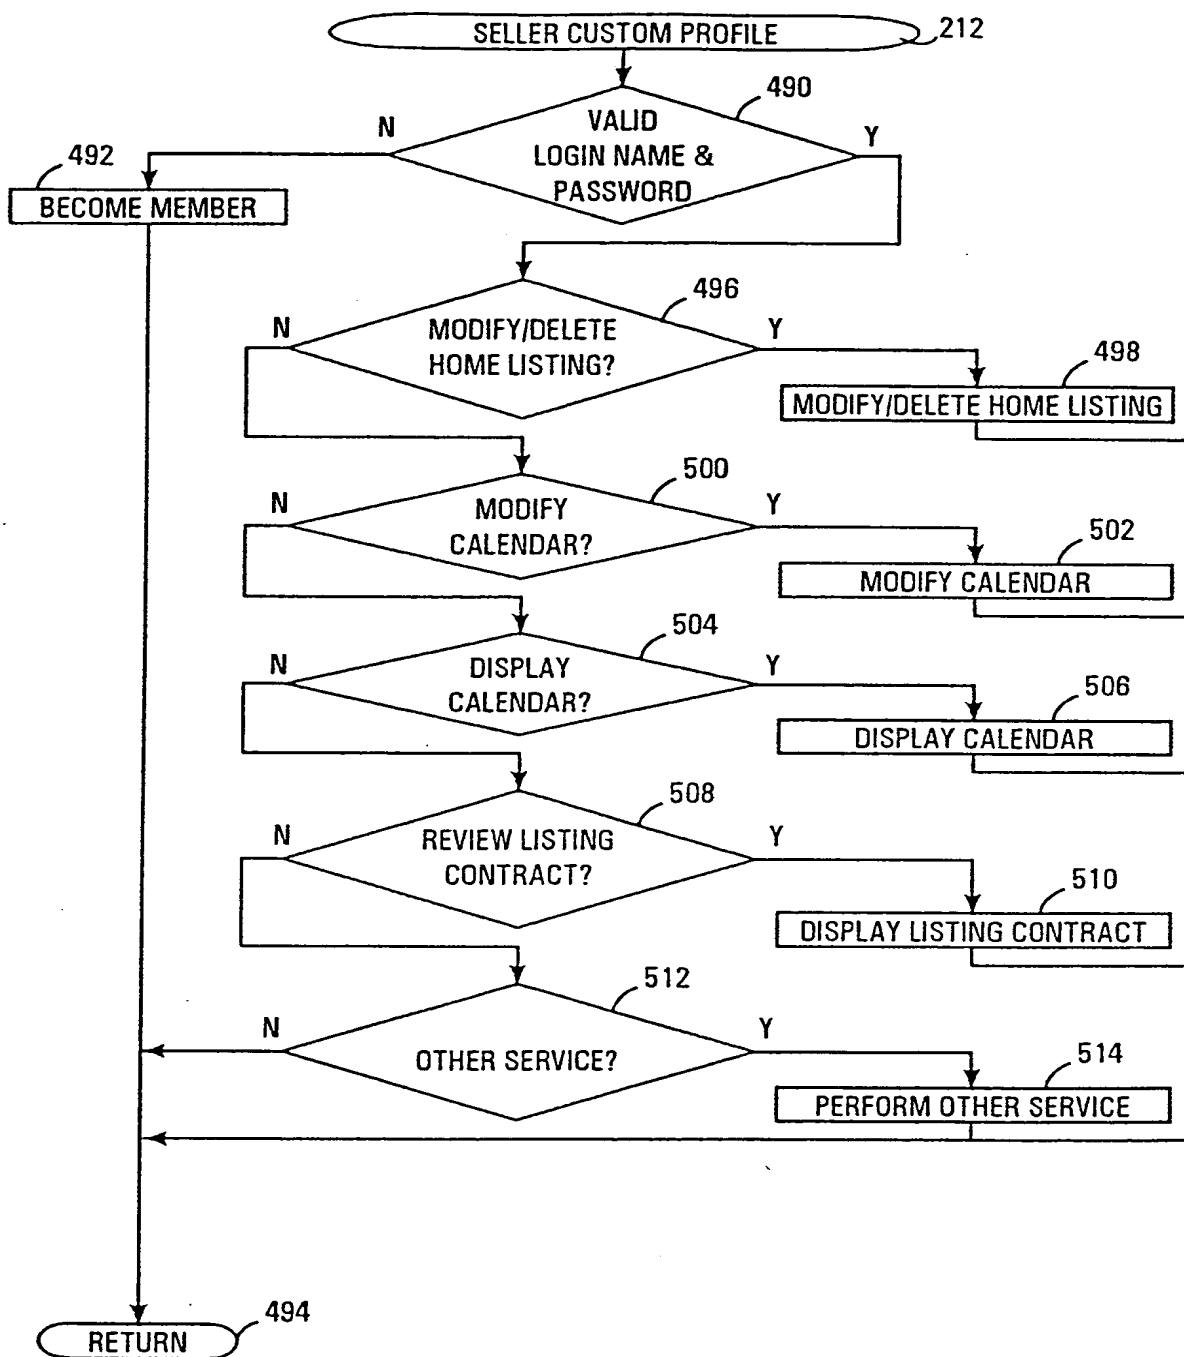 SELLER CUSTOM PROFILE
212
490
N
VALID
LOGIN NAME &
PASSWORD
Y
492
BECOME MEMBER
496
N
MODIFY/DELETE
HOME LISTING?
Y
498
MODIFY/DELETE HOME LISTING
500
N
MODIFY
CALENDAR?
Y
502
MODIFY CALENDAR
504
N
DISPLAY
CALENDAR?
Y
506
DISPLAY CALENDAR
508
N
REVIEW LISTING
CONTRACT?
Y
510
DISPLAY LISTING CONTRACT
512
N
OTHER SERVICE?
Y
514
PERFORM OTHER SERVICE
494
RETURN